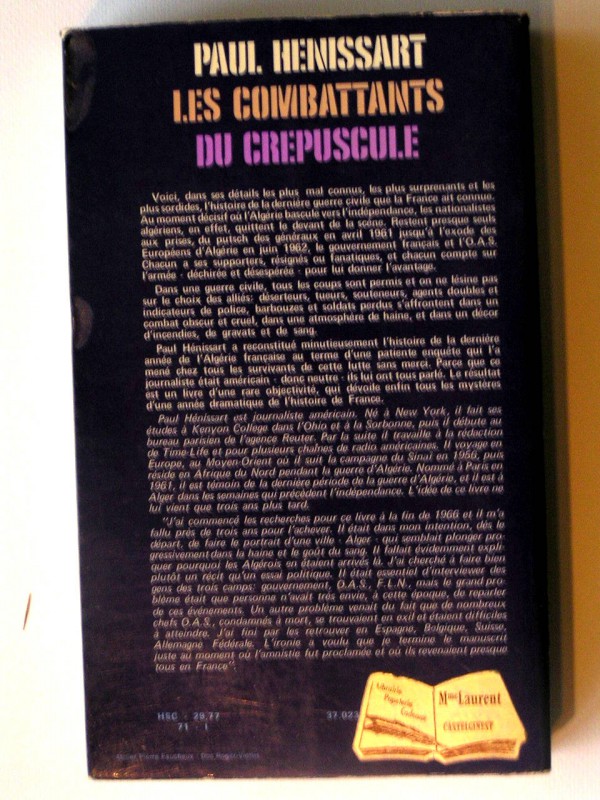 PAUL HENISSART
LES COMBATTANTS
DU CREPUSCULE
Voici, dans ses détails les plus mal connus, les plus surprenants et les
plus sordides, l'histoire de la dernière guerre civile que la France ait connue.
Au moment décisif où l'Algérie bascule vers l'indépendance, les nationalistes
algériens, en effet, quittent le devant de la scène. Restent presque seuls
aux prises, du putsch des généraux en avril 1961 jusqu'à l'exode des
Européens d'Algérie en juin 1962, le gouvernement français et l'O.A.S.
Chacun a ses supporters, résignés ou fanatiques, et chacun compte sur
l'armée - déchirée et désespérée - pour lui donner l'avantage.
Dans une guerre civile, tous les coups sont permis et on ne lésine pas
sur le choix des alliés: déserteurs, tueurs, souteneurs, agents doubles et
indicateurs de police, barbouzes et soldats perdus s'affrontent dans un
combat obscur et cruel, dans une atmosphère de haine, et dans un décor
d'incendies, de gravats et de sang.
Paul Hénissart a reconstitué minutieusement l'histoire de la dernière
année de l'Algérie française au terme d'une patiente enquête qui l'a
mené chez tous les survivants de cette lutte sans merci. Parce que ce
journaliste était américain - donc neutre - ils lui ont tous parlé. Le résultat
est un livre d'une rare objectivité, qui dévoile enfin tous les mystères
d'une année dramatique de l'histoire de France.
Paul Hénissart est journaliste américain. Né à New York, il fait ses
études à Kenyon College dans l'Ohio et à la Sorbonne, puis il débute au
bureau parisien de l'agence Reuter. Par la suite il travaille à la rédaction
de Time-Life et pour plusieurs chaînes de radio américaines. Il voyage en
Europe, au Moyen-Orient où il suit la campagne du Sinaï en 1956, puis
réside en Afrique du Nord pendant la guerre d'Algérie. Nommé à Paris en
1961, il est témoin de la dernière période de la guerre d'Algérie, et il est à
Alger dans les semaines qui précèdent l'indépendance. L'idée de ce livre ne
lui vient que trois ans plus tard.
"J'ai commencé les recherches pour ce livre à la fin de 1966 et il m'a
fallu près de trois ans pour l'achever. Il était dans mon intention, dès le
départ, de faire le portrait d'une ville - Alger - qui semblait plonger pro-
gressivement dans la haine et le goût du sang. Il fallait évidemment expli-
quer pourquoi les Algérois en étaient arrivés là. J'ai cherché à faire bien
plutôt un récit qu'un essai politique. Il était essentiel d'interviewer des
gens des trois camps: gouvernement, O.A.S., F.L.N., mais le grand pro-
blème était que personne n'avait très envie, à cette époque, de reparler
de ces événements. Un autre problème venait du fait que de nombreux
chefs O.A.S., condamnés à mort, se trouvaient en exil et étaient difficiles
à atteindre. J'ai fini par les retrouver en Espagne, Belgique, Suisse,
Allemagne Fédérale. L'ironie a voulu que je termine le manuscrit
juste au moment où l'amnistie fut proclamée et où ils revenaient presque
tous en France".
HSC - 29,77
71 - I
37.023
Librairie
Papeterie
Mme Laurent
CASTELGINEST